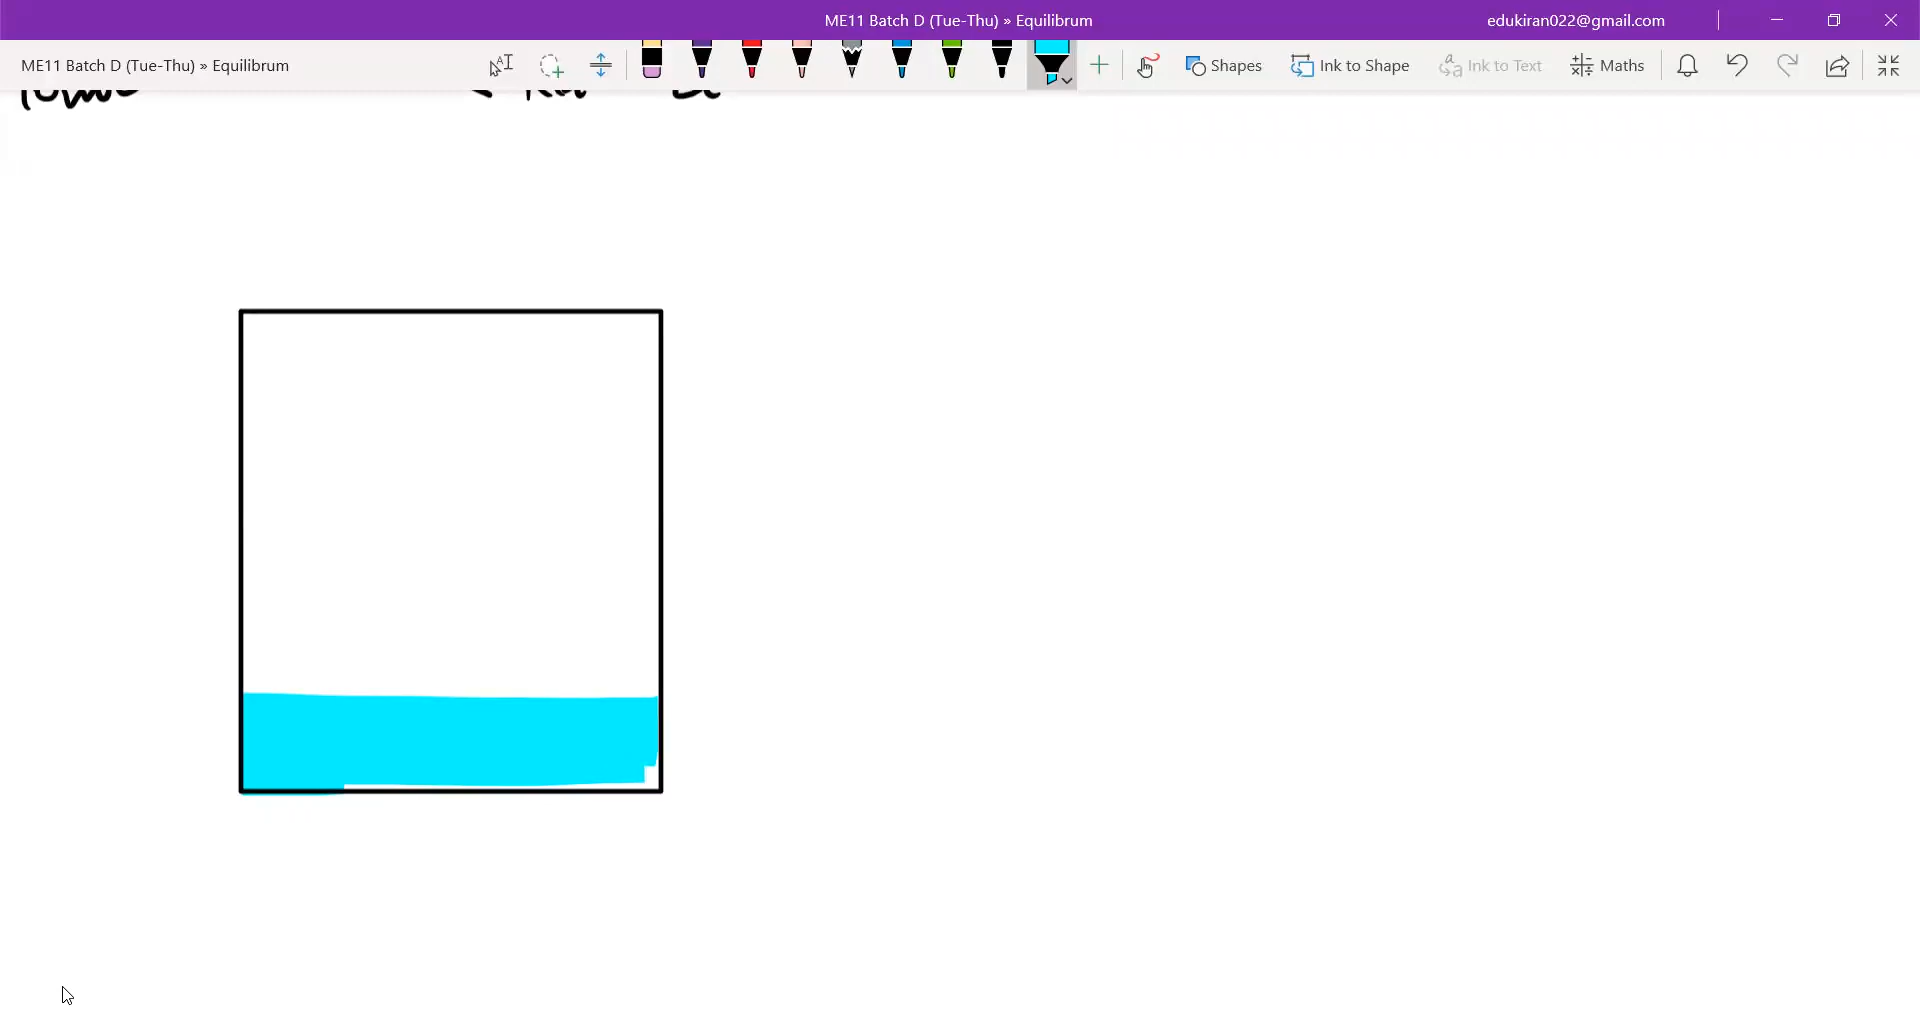 ME11 Batch D (Tue-Thu) » Equilibrum
edukiran022@gmail.com
ME11 Batch D (Tue-Thu) » Equilibrum
Shapes
Ink to Shape
Ink to Text
Maths